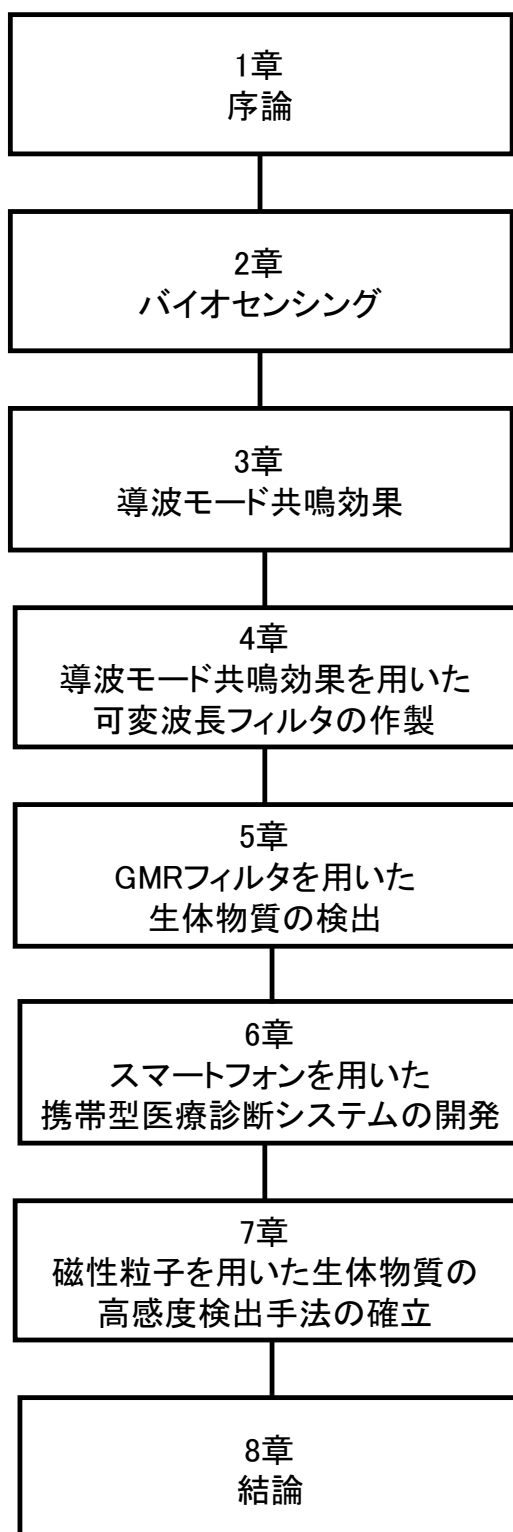 1章
序論
2章
バイオセンシング
3章
導波モード共鳴効果
4章
導波モード共鳴効果を用いた
可変波長フィルタの作製
5章
GMRフィルタを用いた
生体物質の検出
6章
スマートフォンを用いた
携帯型医療診断システムの開発
7章
磁性粒子を用いた生体物質の
高感度検出手法の確立
8章
結論